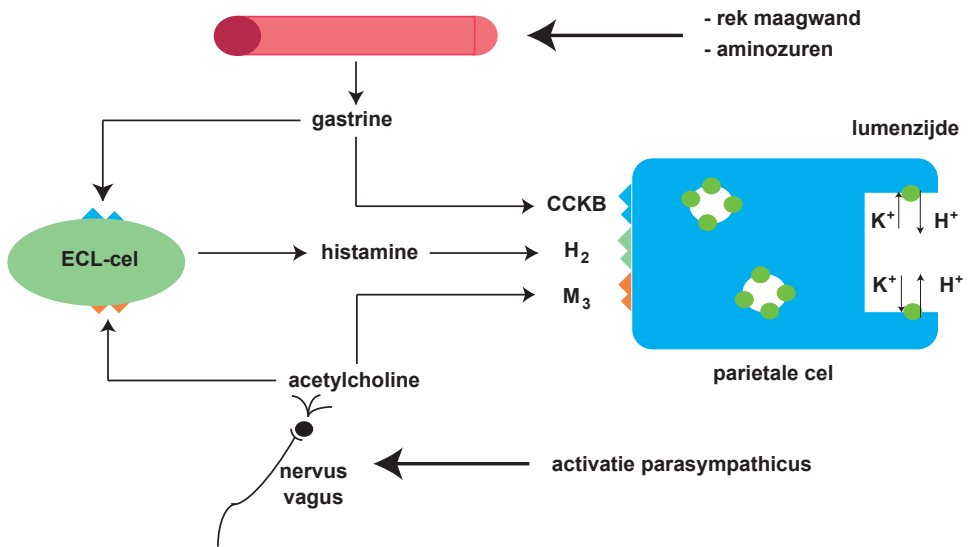 - rek maagwand
- aminozuren
gastrine
lumenzijde
CCKB
K⁺ H⁺
ECL-cel
histamine
H₂
M₃
K⁺ H⁺
acetylcholine
parietale cel
nervus
vagus
activatie parasympathicus